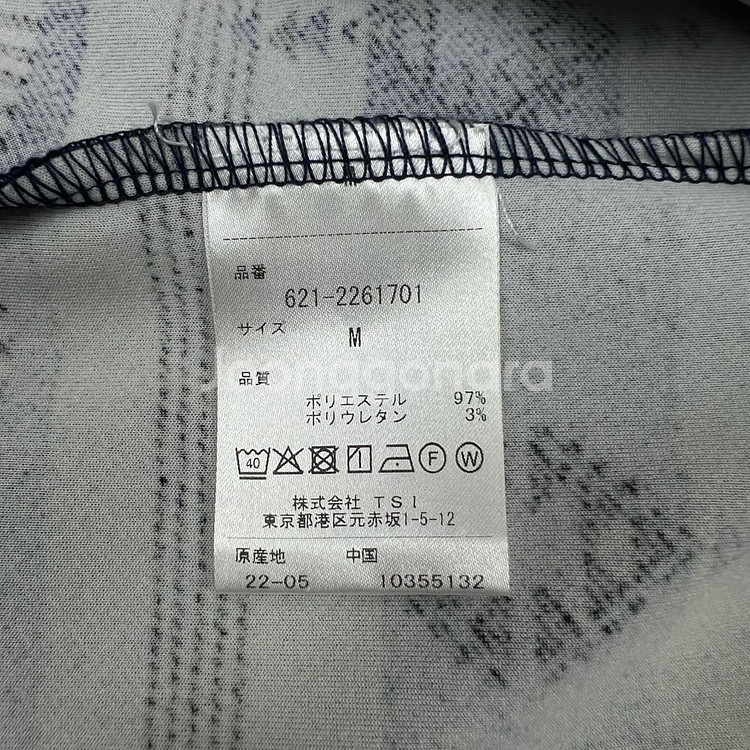 品番
621-2261701
サイズ M
品質
ポリエステル 97%
ポリウレタン 3%
40 F W
株式会社 TSI
東京都港区元赤坂1-5-12
原産地 中国
22-05 10355132